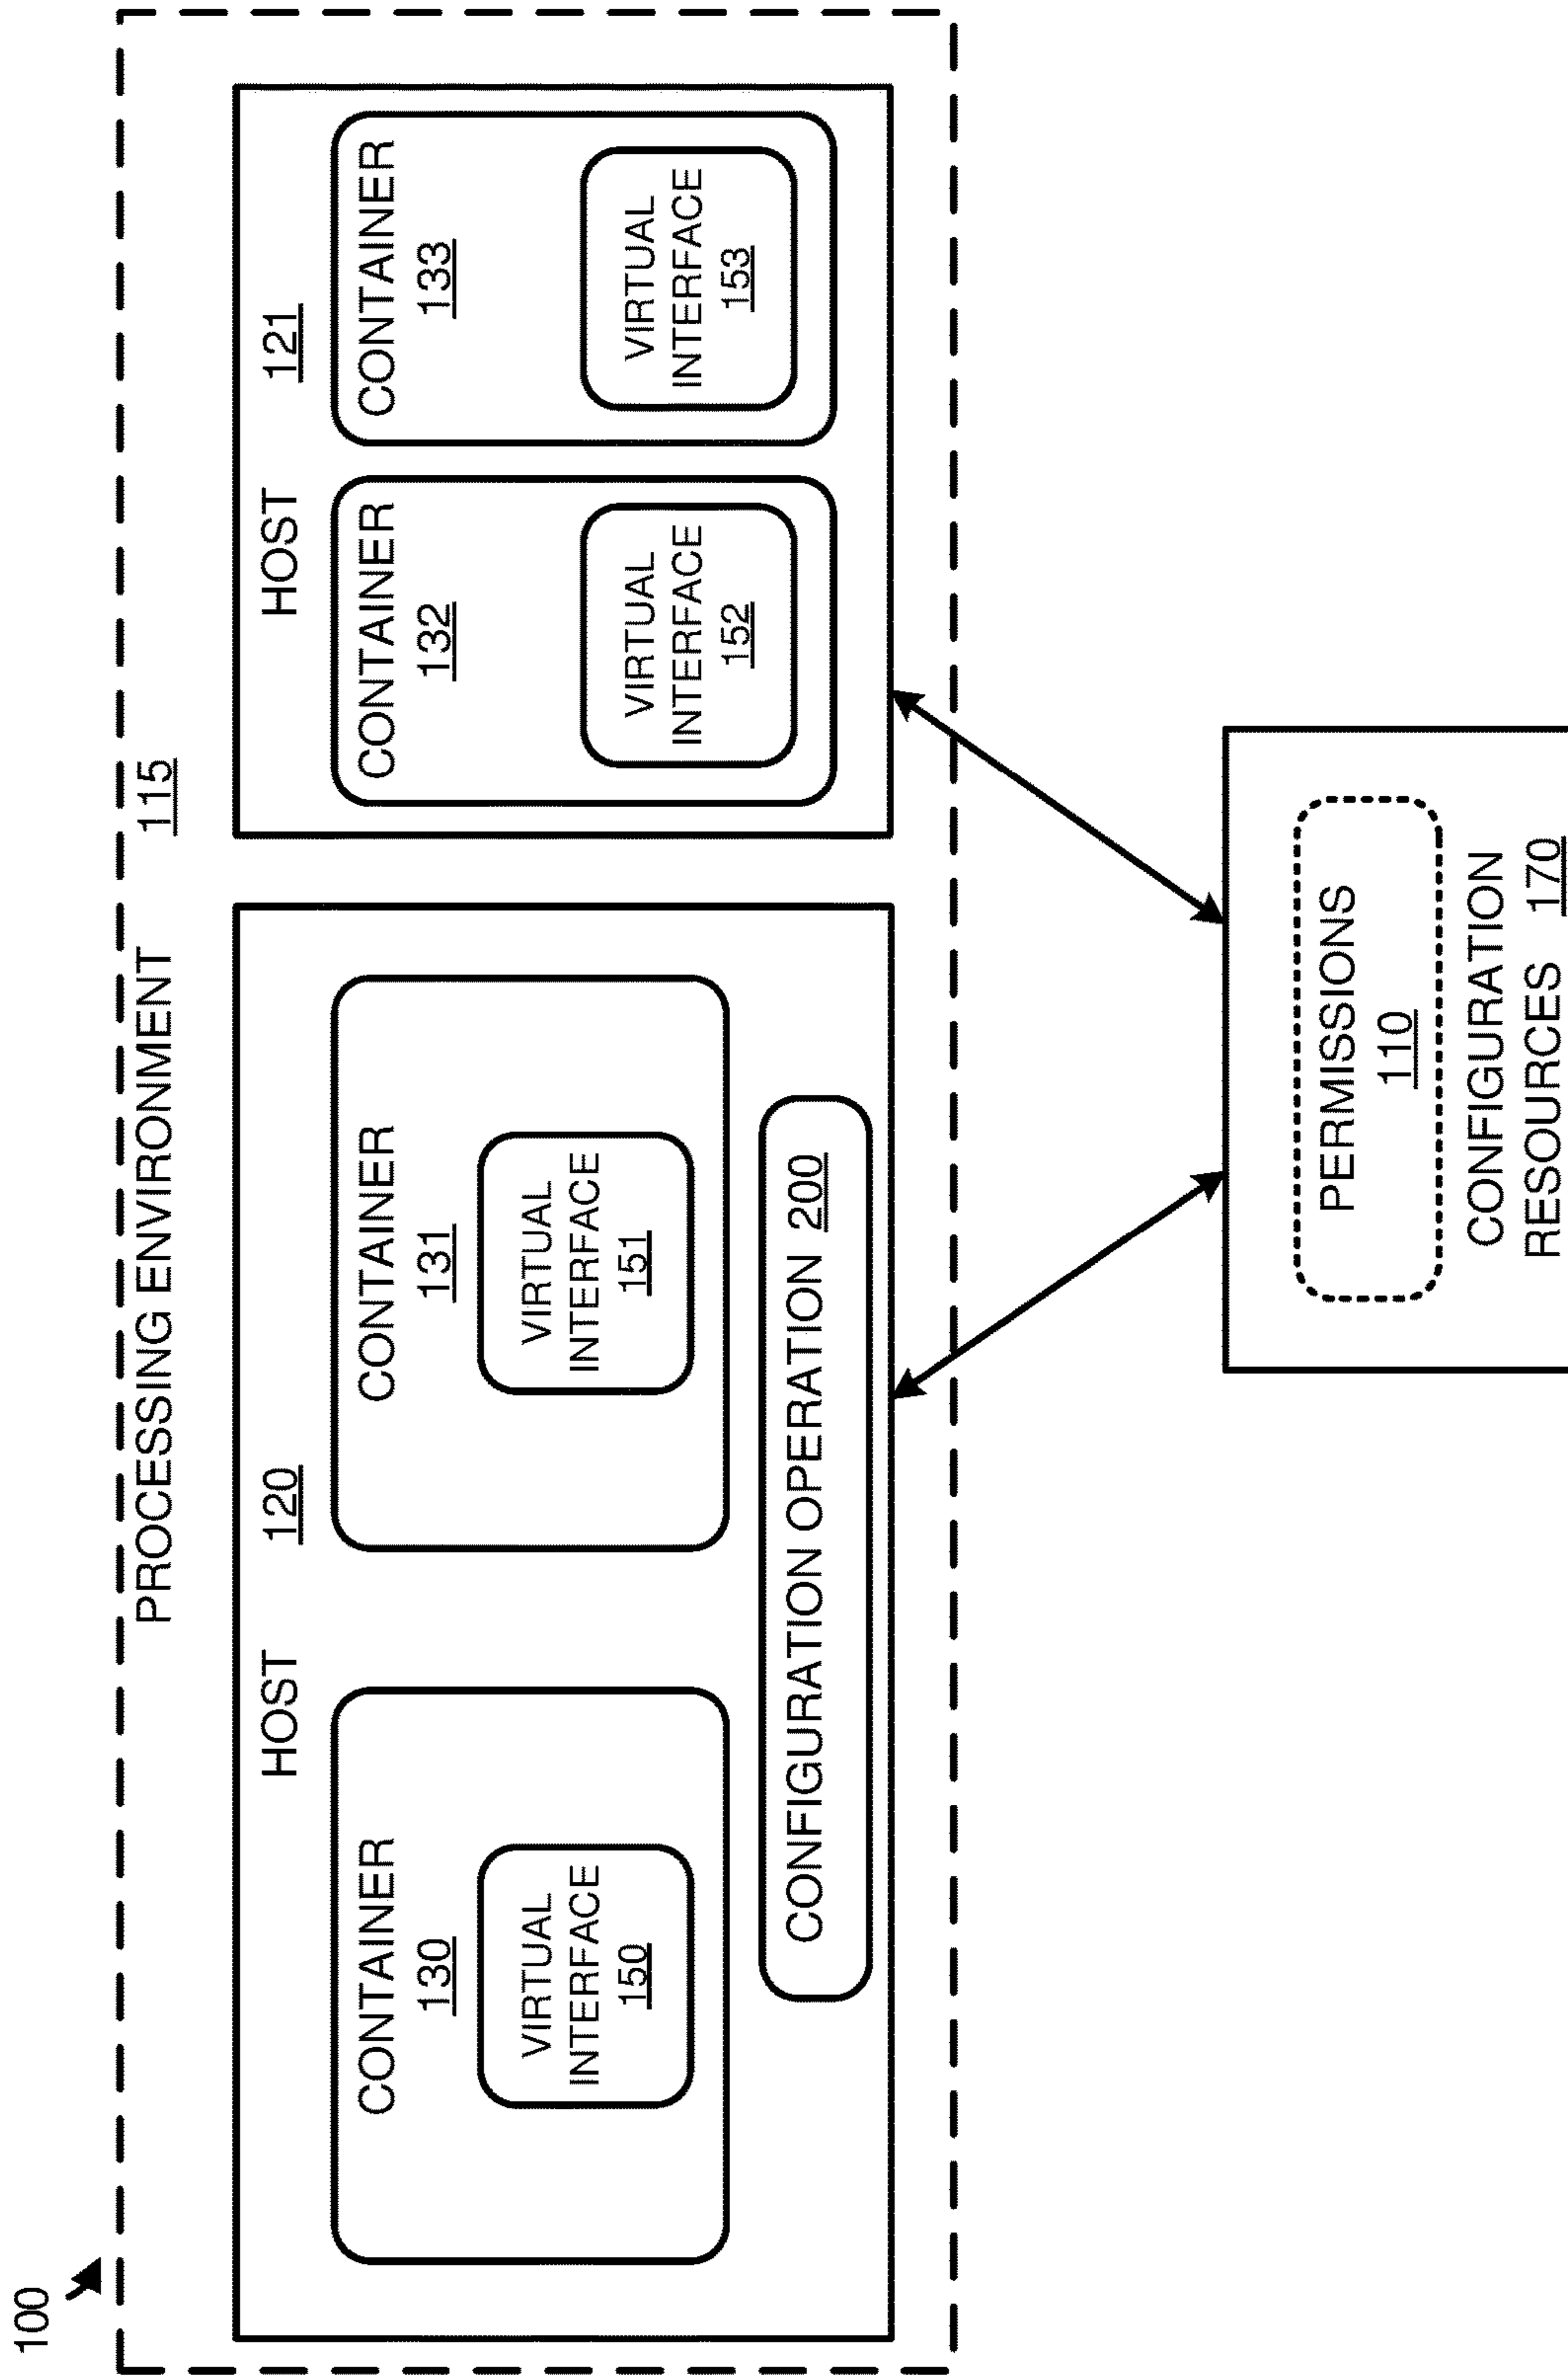 100
PROCESSING ENVIRONMENT 115
HOST 120
CONTAINER
130
VIRTUAL
INTERFACE
150
CONTAINER
131
VIRTUAL
INTERFACE
151
CONFIGURATION OPERATION 200
HOST 121
CONTAINER
132
VIRTUAL
INTERFACE
152
CONTAINER
133
VIRTUAL
INTERFACE
153
PERMISSIONS
110
CONFIGURATION
RESOURCES 170